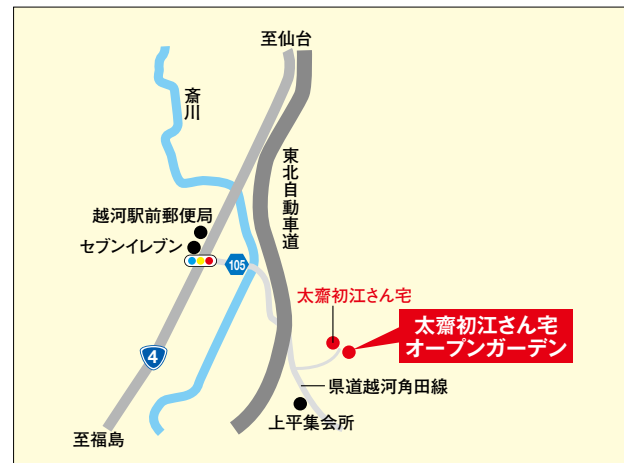 至仙台
斎川
東北自動車道
越河駅前郵便局
セブンイレブン
105
太齋初江さん宅
太齋初江さん宅
オープンガーデン
4
県道越河角田線
上平集会所
至福島